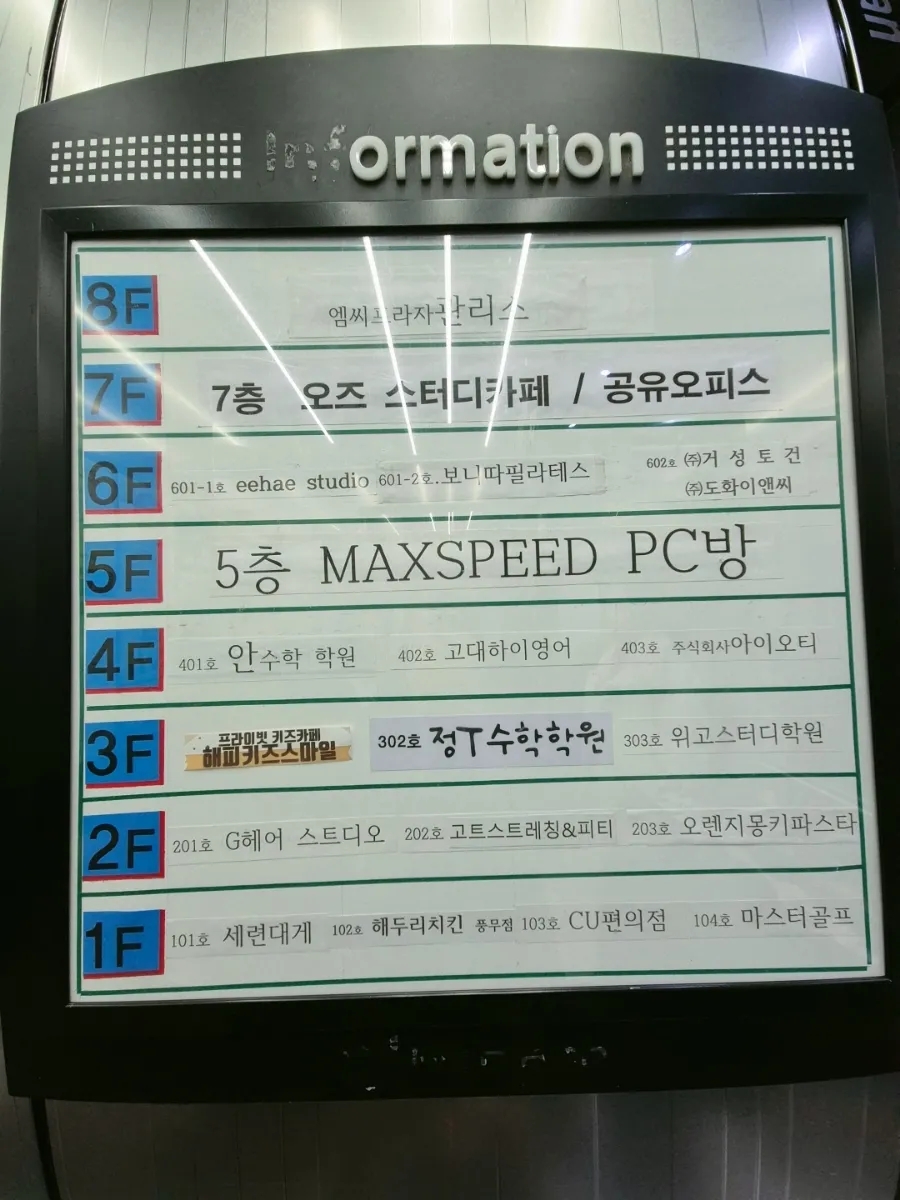 ormation
8F 엠씨프라자관리소
7F 7층 오즈 스터디카페 / 공유오피스
6F 601-1호 eehae studio 601-2호.보니따필라테스 602호 ㈜거 성 토 건
㈜도화이앤씨
5F 5층 MAXSPEED PC방
4F 401호 안수학 학원 402호 고대하이영어 403호 주식회사아이오티
프라이빗 키즈카페
3F 해피키즈스마일 302호 정T수학학원 303호 위고스터디학원
2F 201호 G헤어 스튜디오 202호 고트스트레칭&피티 203호 오렌지몽키파스타
1F 101호 세련대게 102호 해두리치킨 풍무점 103호 CU편의점 104호 마스터골프